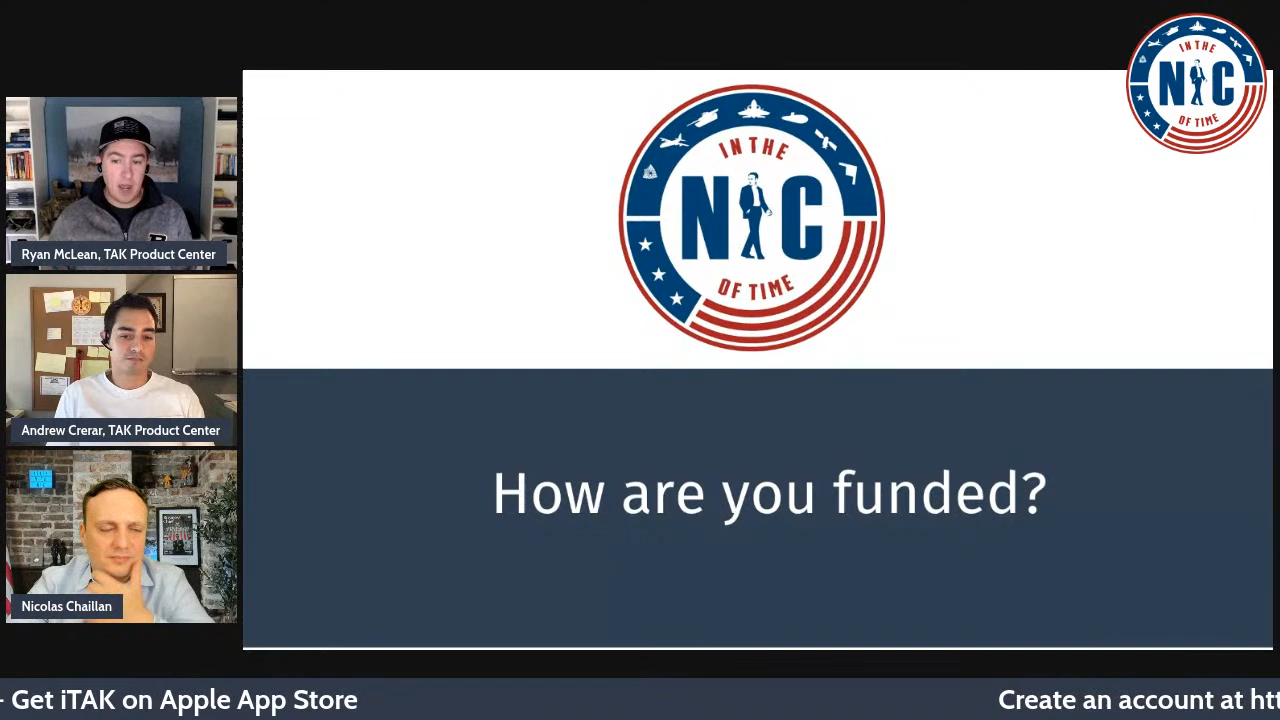 IN THE
NIC
OF TIME
IN THE
NIC
OF TIME
Ryan McLean, TAK Product Center
Andrew Crerar, TAK Product Center
Nicolas Chaillan
How are you funded?
- Get iTAK on Apple App Store
Create an account at htt